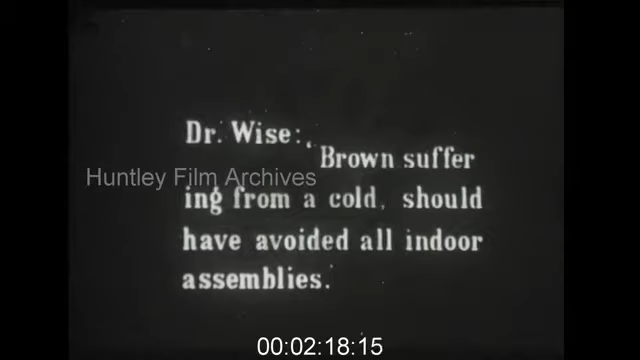 Dr. Wise:
Brown suffer
Huntley Film Archives
ing from a cold, should
have avoided all indoor
assemblies.
00:02:18:15